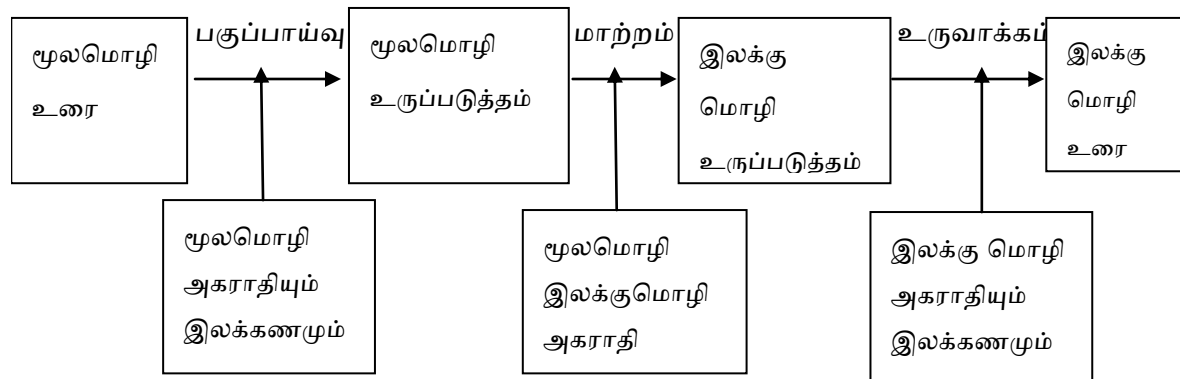 மூலமொழி
உரை
பகுப்பாய்வு
மூலமொழி
உருப்படுத்தம்
மாற்றம்
இலக்கு
மொழி
உருப்படுத்தம்
உருவாக்கம்
இலக்கு
மொழி
உரை
மூலமொழி
அகராதியும்
இலக்கணமும்
மூலமொழி
இலக்குமொழி
அகராதி
இலக்கு மொழி
அகராதியும்
இலக்கணமும்